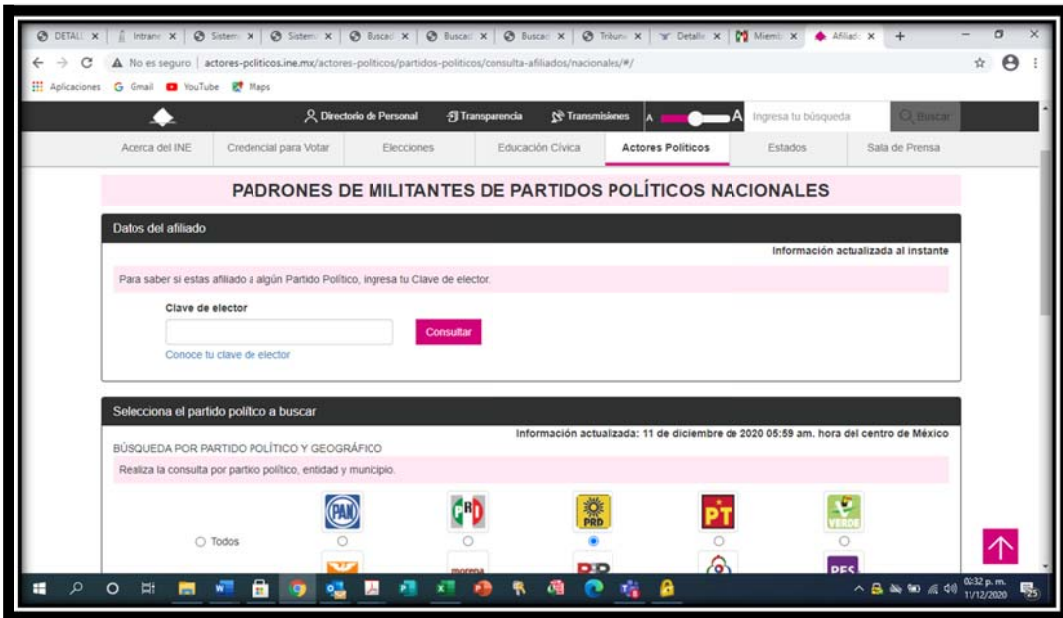 DETALL Intrane Sistem Sistem Buscad Buscad Buscad Tribun Detalle Miemb Afiliad
No es seguro | actores-pcliticos.ine.mx/actores-politicos/partidos-politicos/consulta-afiliados/nacionales/#/
Aplicaciones Gmail YouTube Maps
Directorio de Personal Transparencia Transmisiones A A Ingresa tu búsqueda Buscar
Acerca del INE Credencial para Votar Elecciones Educación Cívica Actores Políticos Estados Sala de Prensa
PADRONES DE MILITANTES DE PARTIDOS POLÍTICOS NACIONALES
Datos del afiliado
Información actualizada al instante
Para saber si estas afiliado a algún Partido Político, ingresa tu Clave de elector.
Clave de elector
Consultar
Conoce tu clave de elector
Selecciona el partido polítco a buscar
Información actualizada: 11 de diciembre de 2020 05:59 am. hora del centro de México
BÚSQUEDA POR PARTIDO POLÍTICO Y GEOGRÁFICO
Realiza la consulta por partico político, entidad y municipio.
PAN PRD PT VERDE
Todos
morena PES
02:32 p. m.
11/12/2020
25